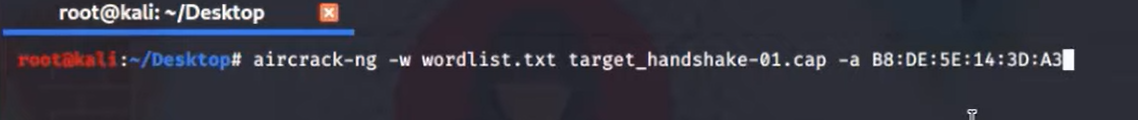 root@kali: ~/Desktop
root@kali:~/Desktop# aircrack-ng -w wordlist.txt target_handshake-01.cap -a B8:DE:5E:14:3D:A3